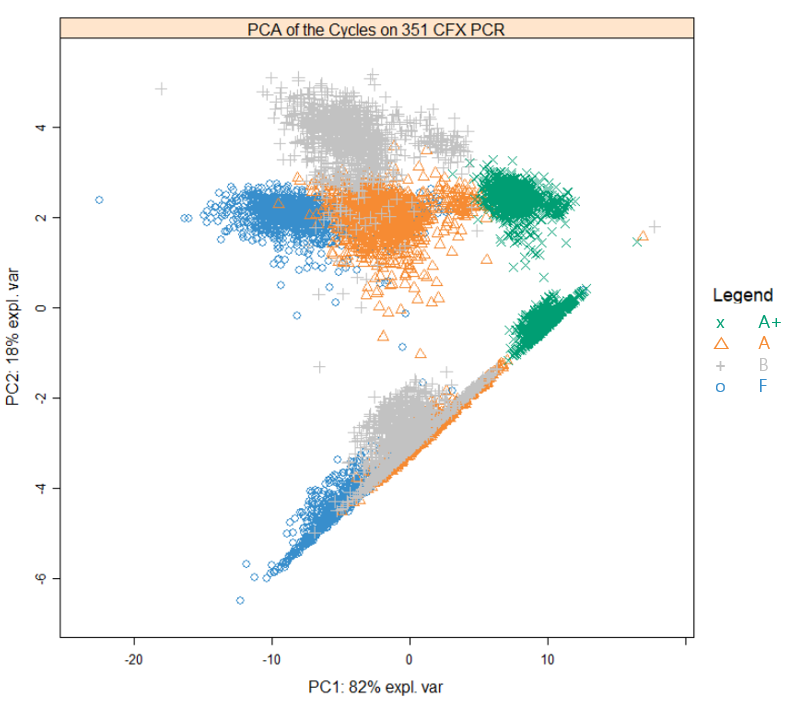 PCA of the Cycles on 351 CFX PCR
4
2
0
-2
-4
-6
PC2: 18% expl. var
-20
-10
0
10
PC1: 82% expl. var
Legend
x A+
A
+ B
o F